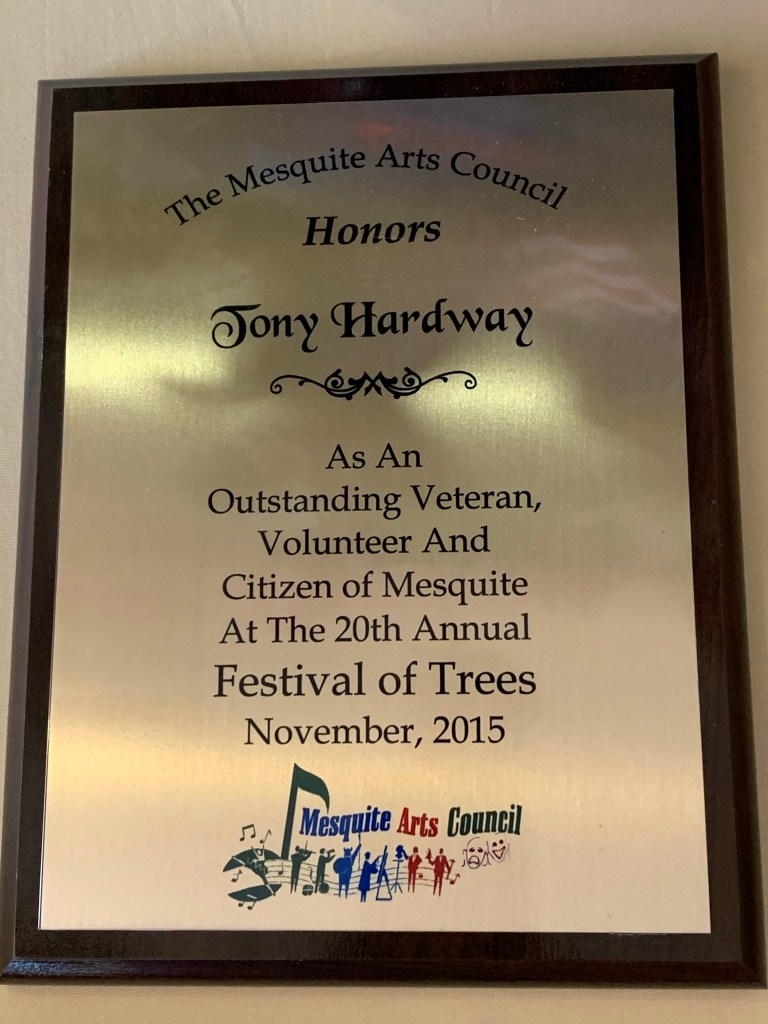 The Mesquite Arts Council
Honors
Tony Hardway
As An
Outstanding Veteran,
Volunteer And
Citizen of Mesquite
At The 20th Annual
Festival of Trees
November, 2015
Mesquite Arts Council